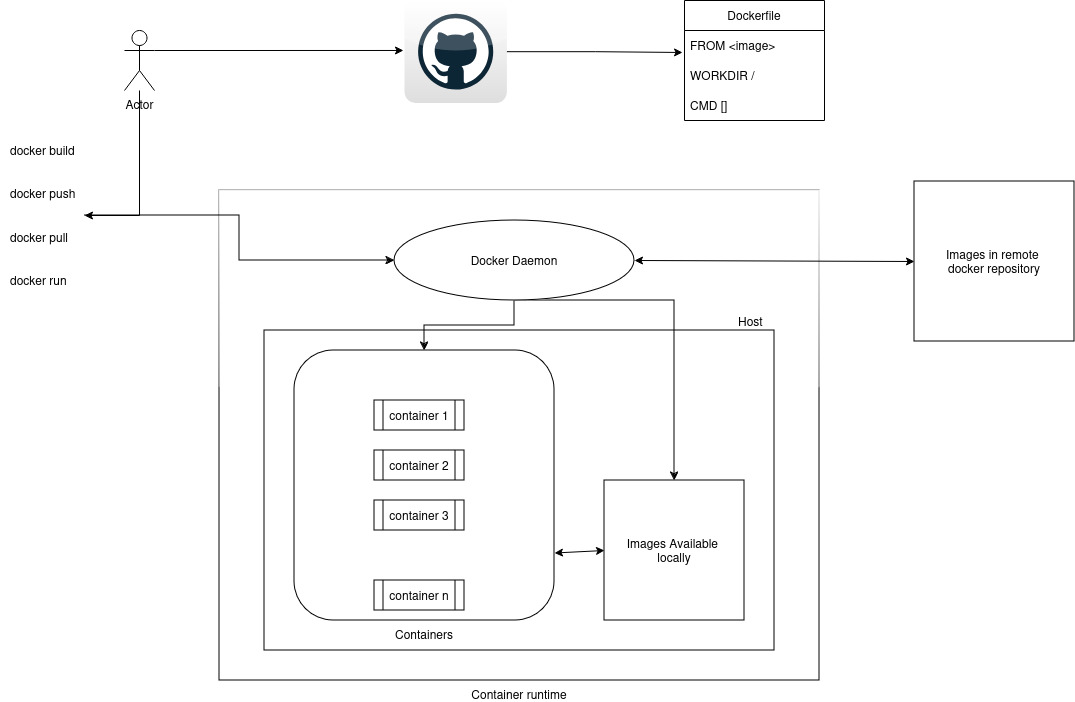 Dockerfile
FROM <image>
WORKDIR /
CMD []
Actor
docker build
docker push
docker pull
docker run
Docker Daemon
Images in remote
docker repository
Host
container 1
container 2
container 3
container n
Images Available
locally
Containers
Container runtime